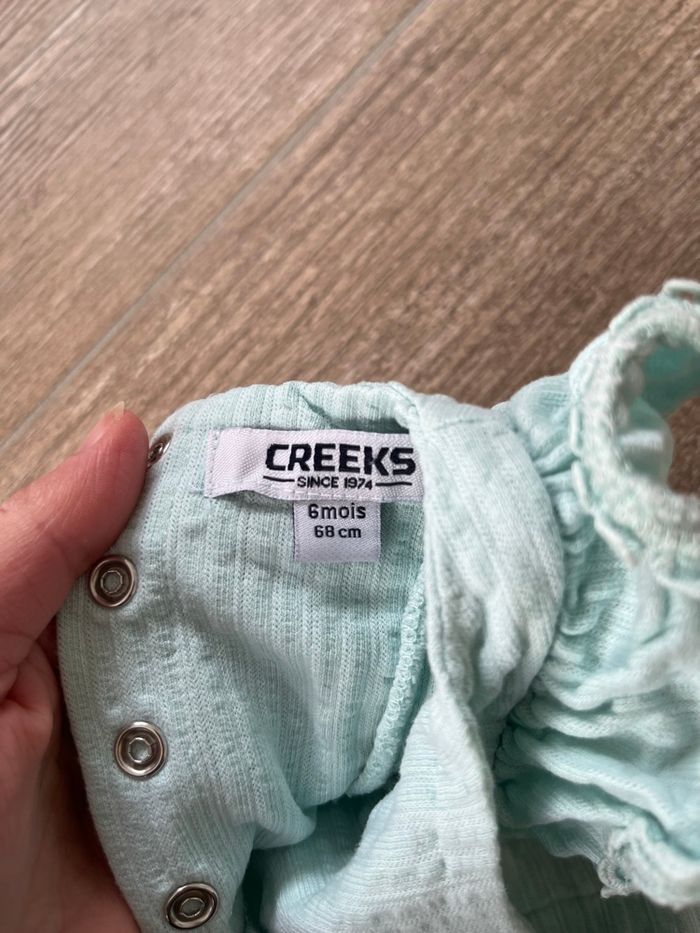 CREEKS
SINCE 1974
6mois
68 cm